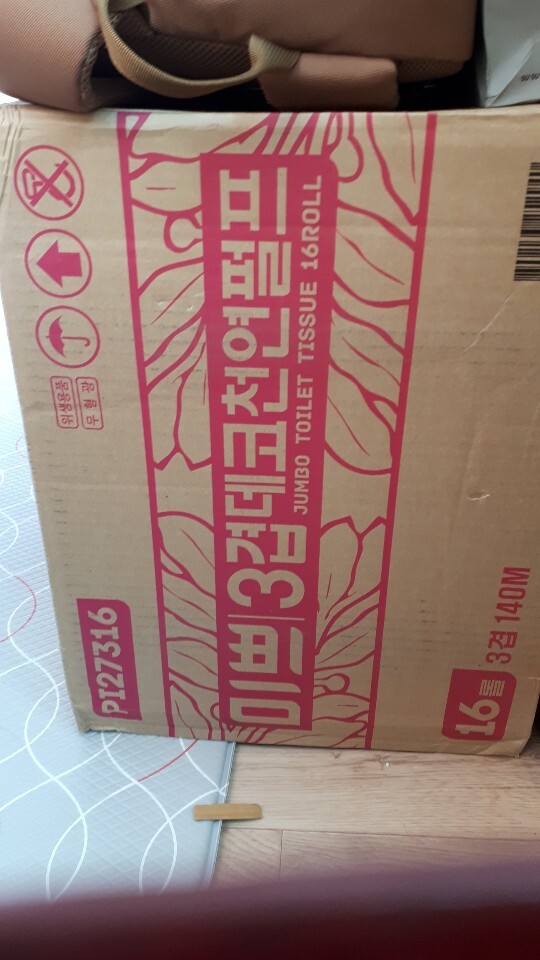 PI27316
위생용품
무형광
미쁘 3겹데코천연펄프
JUMBO TOILET TISSUE 16ROLL
16롤
3겹 140M